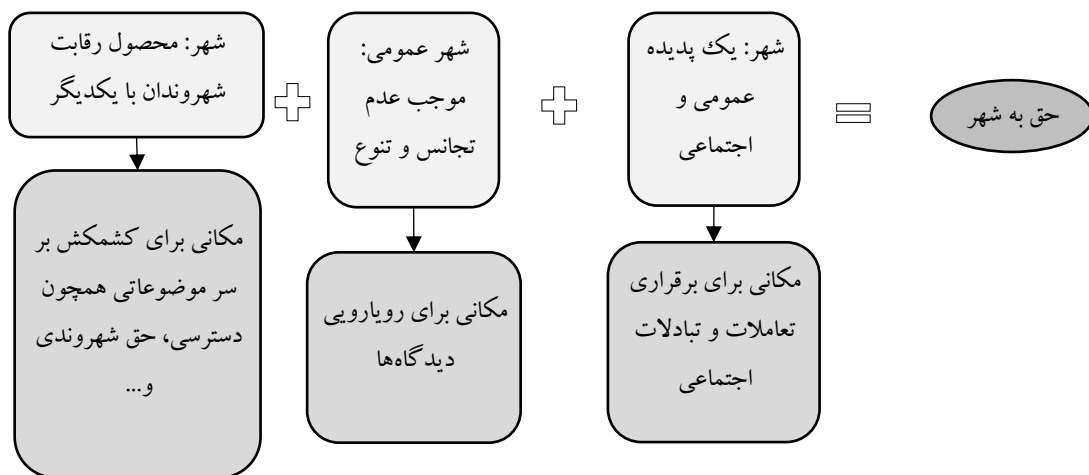 شهر: محصول رقابت
شهروندان با یکدیگر
شهر عمومی:
موجب عدم
تجانس و تنوع
شهر: یك پدیده
عمومی و
اجتماعی
حق به شهر
مکانی برای کشمکش بر
سر موضوعاتی همچون
دسترسی، حق شهروندی
و...
مکانی برای رویارویی
دیدگاه‌ها
مکانی برای برقراری
تعاملات و تبادلات
اجتماعی